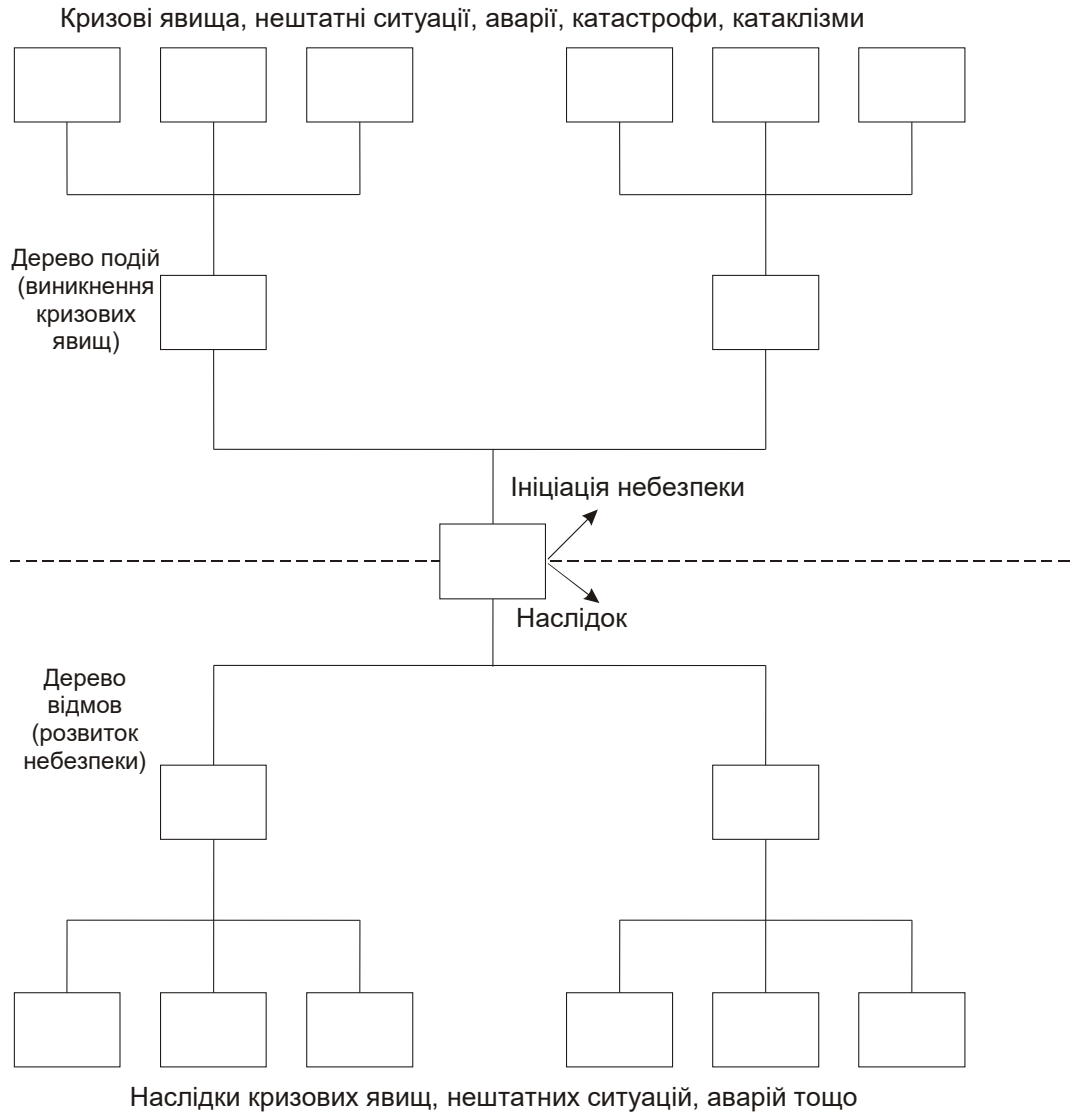 Кризові явища, нештатні ситуації, аварії, катастрофи, катаклізми
Дерево подій
(виникнення
кризових
явищ)
Ініціація небезпеки
Наслідок
Дерево
відмов
(розвиток
небезпеки)
Наслідки кризових явищ, нештатних ситуацій, аварій тощо